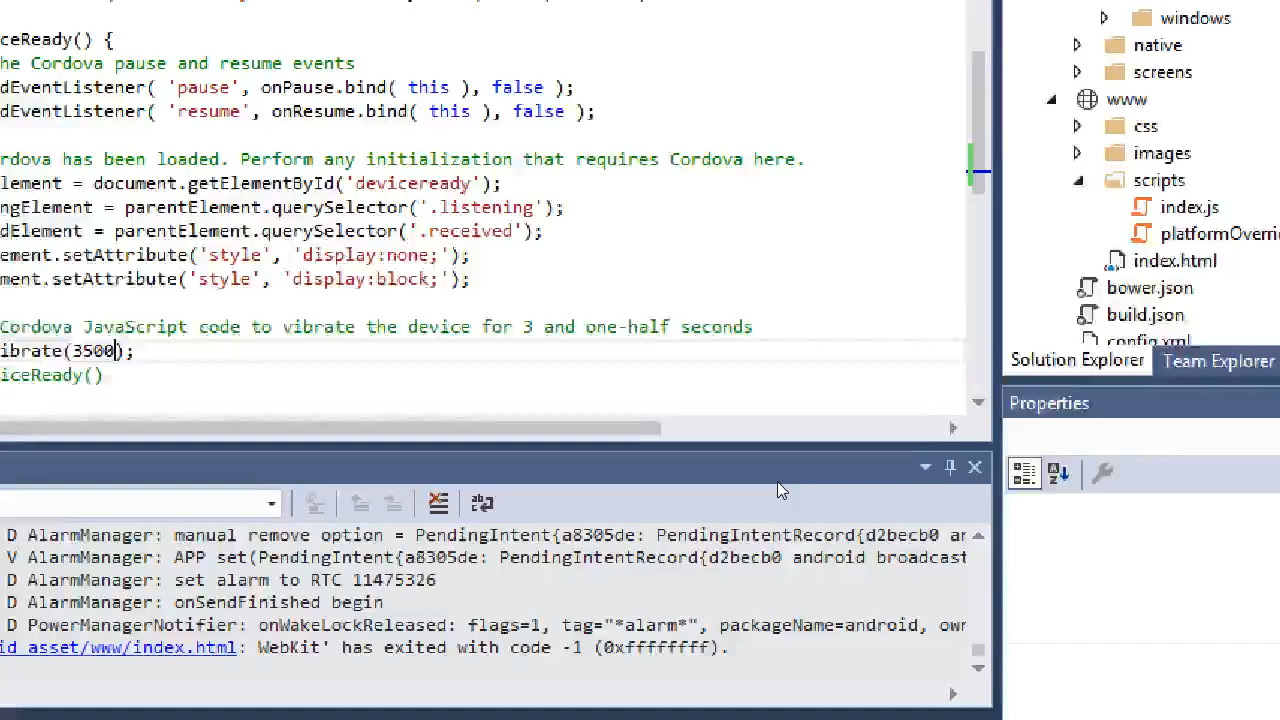 ceReady() {
he Cordova pause and resume events
dEventListener( 'pause', onPause.bind( this ), false );
dEventListener( 'resume', onResume.bind( this ), false );
rdova has been loaded. Perform any initialization that requires Cordova here.
lement = document.getElementById('deviceready');
ngElement = parentElement.querySelector('.listening');
dElement = parentElement.querySelector('.received');
ement.setAttribute('style', 'display:none;');
ment.setAttribute('style', 'display:block;');
Cordova JavaScript code to vibrate the device for 3 and one-half seconds
ibrate(3500);
iceReady()
D AlarmManager: manual remove option = PendingIntent{a8305de: PendingIntentRecord{d2becb0 ar
V AlarmManager: APP set(PendingIntent{a8305de: PendingIntentRecord{d2becb0 android broadcast
D AlarmManager: set alarm to RTC 11475326
D AlarmManager: onSendFinished begin
D PowerManagerNotifier: onWakeLockReleased: flags=1, tag="*alarm*", packageName=android, own
id_asset/www/index.html: WebKit' has exited with code -1 (0xffffffff).
windows
native
screens
www
css
images
scripts
index.js
platformOverri
index.html
bower.json
build.json
config.xml
Solution Explorer
Team Explorer
Properties